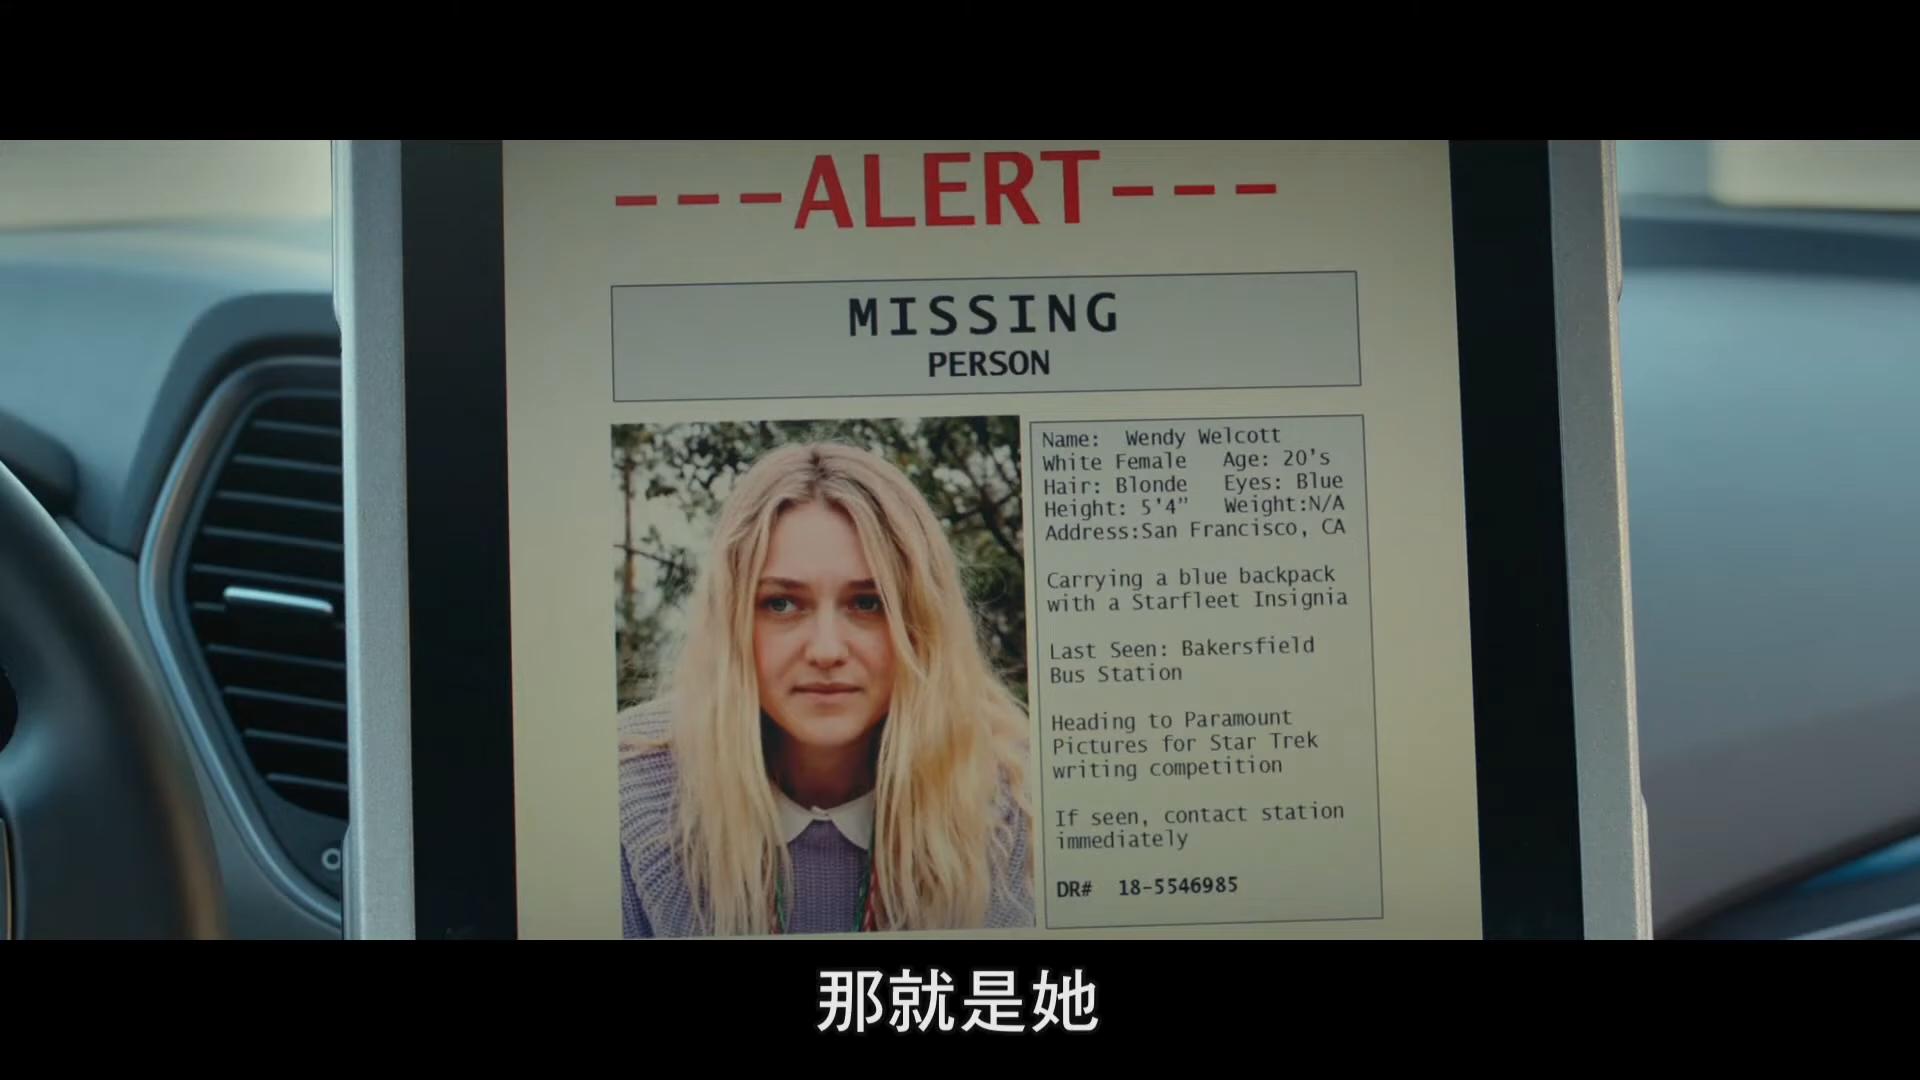 ---ALERT---
MISSING
PERSON
Name: Wendy Welcott
White Female Age: 20's
Hair: Blonde Eyes: Blue
Height: 5'4” Weight:N/A
Address:San Francisco, CA
Carrying a blue backpack
with a Starfleet Insignia
Last Seen: Bakersfield
Bus Station
Heading to Paramount
Pictures for Star Trek
writing competition
If seen, contact station
immediately
DR# 18-5546985
那就是她